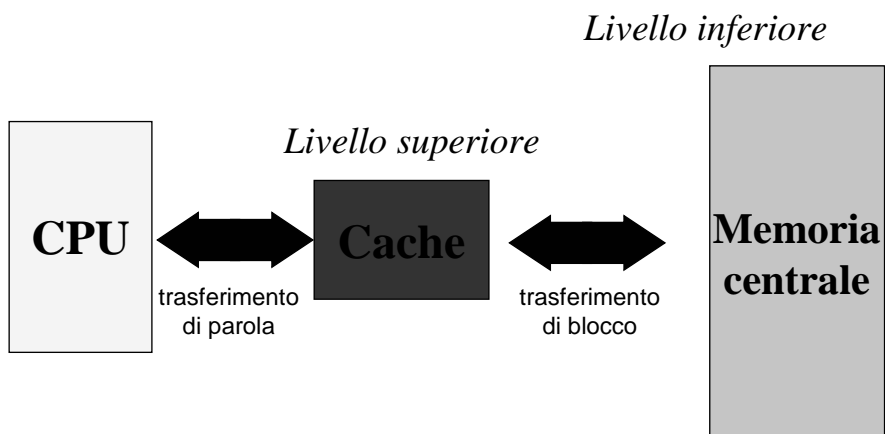 Livello inferiore
Livello superiore
CPU
Cache
Memoria
centrale
trasferimento
di parola
trasferimento
di blocco